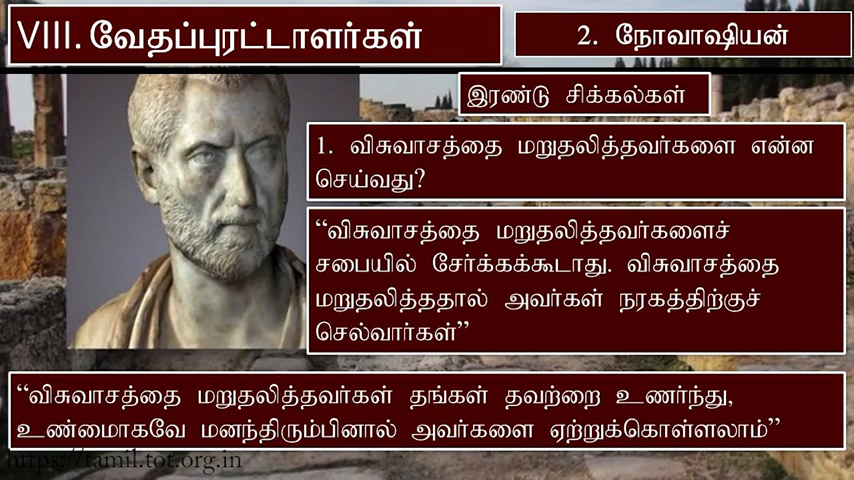 VIII. வேதப்புரட்டாளர்கள்
2. நோவாஷியன்
இரண்டு சிக்கல்கள்
1. விசுவாசத்தை மறுதலித்தவர்களை என்ன
செய்வது?
“விசுவாசத்தை மறுதலித்தவர்களைச்
சபையில் சேர்க்கக்கூடாது. விசுவாசத்தை
மறுதலித்ததால் அவர்கள் நரகத்திற்குச்
செல்வார்கள்”
“விசுவாசத்தை மறுதலித்தவர்கள் தங்கள் தவற்றை உணர்ந்து,
உண்மைாகவே மனந்திரும்பினால் அவர்களை ஏற்றுக்கொள்ளலாம்”
https://tamil.tot.org.in